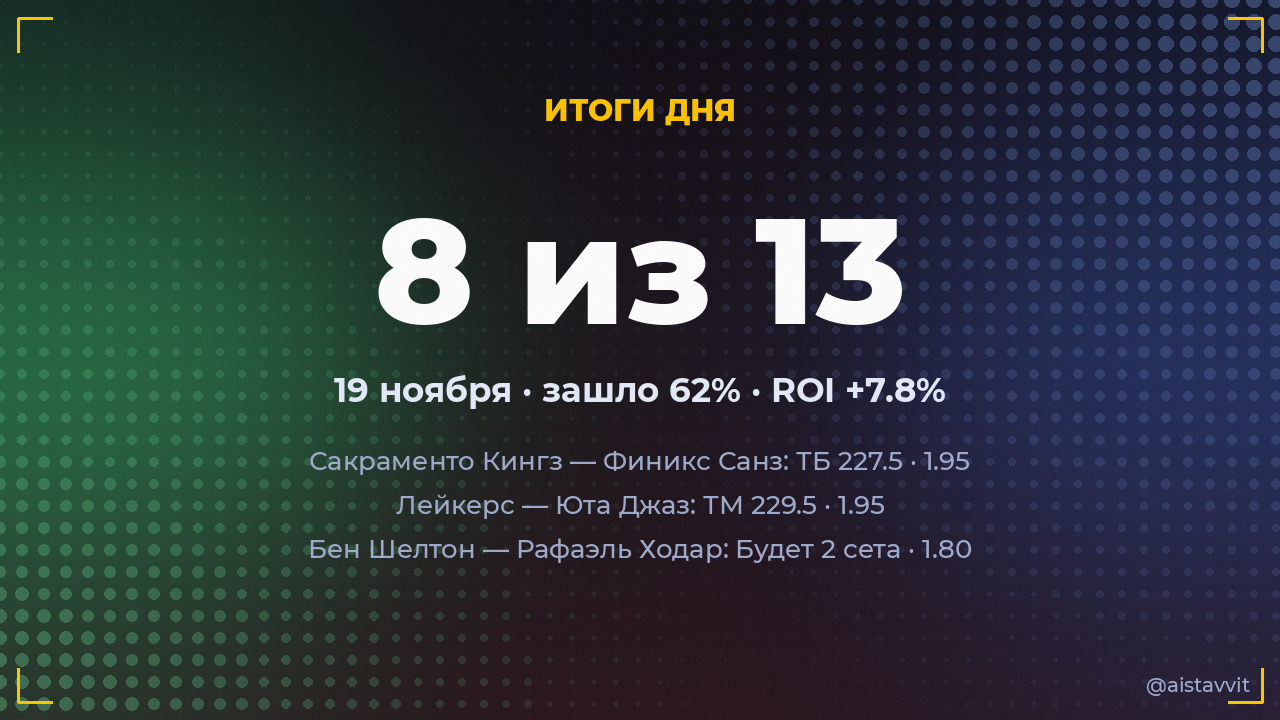 ИТОГИ ДНЯ
8 из 13
19 ноября · зашло 62% · ROI +7.8%
Сакраменто Кингз — Финикс Санз: ТБ 227.5 · 1.95
Лейкерс — Юта Джаз: ТМ 229.5 · 1.95
Бен Шелтон — Рафаэль Ходар: Будет 2 сета · 1.80
@aistavvit